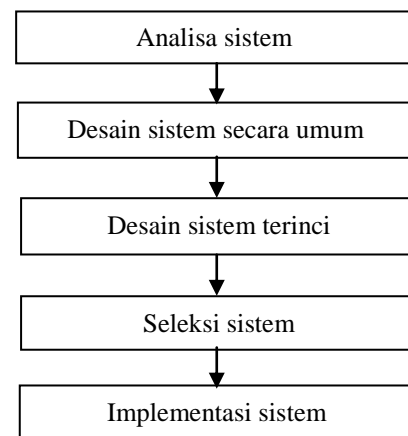 Analisa sistem
Desain sistem secara umum
Desain sistem terinci
Seleksi sistem
Implementasi sistem